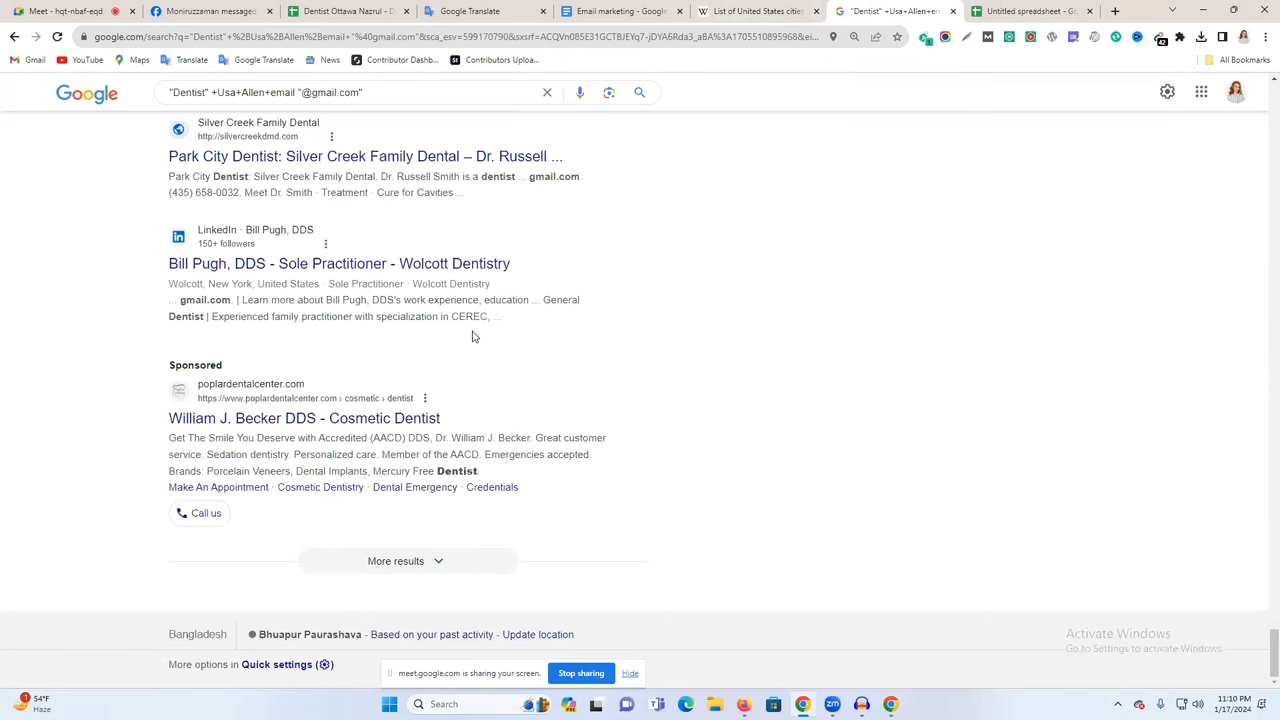 Meet - hqt-nbaf-eqd
Moniruzzaman message
Dentist Ottawa Nazrul - D
Google Translate
Email marketing - Google
List of United States cities
"Dentist" +Usa+Allen+em
Untitled spreadsheet - Go
google.com/search?q="Dentist"+%2BUsa%2BAllen%2Bemail+"%40gmail.com"&sca_esv=599170790&sxsrf=ACQVn085E31GCTBJEYq7-jDYA6Rda3_aBA%3A1705510895968&ei...
Gmail
YouTube
Maps
Translate
Google Translate
News
Contributor Dashb...
Contributors Uploa...
All Bookmarks
Google
"Dentist" +Usa+Allen+email "@gmail.com"
Silver Creek Family Dental
http://silvercreekdmd.com
Park City Dentist: Silver Creek Family Dental – Dr. Russell ...
Park City Dentist: Silver Creek Family Dental. Dr. Russell Smith is a dentist ... gmail.com.
(435) 658-0032. Meet Dr. Smith · Treatment · Cure for Cavities ...
LinkedIn · Bill Pugh, DDS
150+ followers
Bill Pugh, DDS - Sole Practitioner - Wolcott Dentistry
Wolcott, New York, United States · Sole Practitioner · Wolcott Dentistry
... gmail.com. | Learn more about Bill Pugh, DDS's work experience, education ... General
Dentist | Experienced family practitioner with specialization in CEREC, ...
Sponsored
poplardentalcenter.com
https://www.poplardentalcenter.com › cosmetic › dentist
William J. Becker DDS - Cosmetic Dentist
Get The Smile You Deserve with Accredited (AACD) DDS, Dr. William J. Becker. Great customer
service. Sedation dentistry. Personalized care. Member of the AACD. Emergencies accepted.
Brands: Porcelain Veneers, Dental Implants, Mercury Free Dentist.
Make An Appointment · Cosmetic Dentistry · Dental Emergency · Credentials
Call us
More results
Bangladesh
Bhuapur Paurashava - Based on your past activity - Update location
More options in Quick settings
Activate Windows
Go to Settings to activate Windows.
meet.google.com is sharing your screen.
Stop sharing
Hide
1
54°F
Haze
Search
11:10 PM
1/17/2024